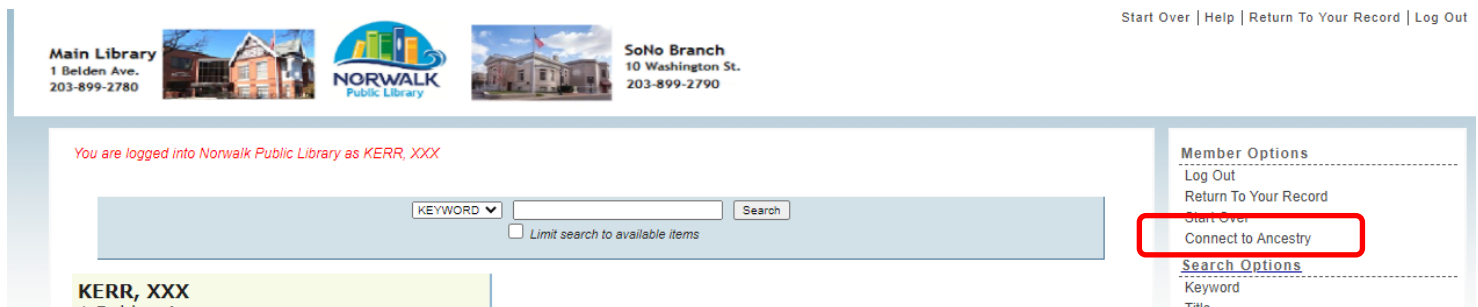 Start Over | Help | Return To Your Record | Log Out
Main Library
1 Belden Ave.
203-899-2780
NORWALK
Public Library
SoNo Branch
10 Washington St.
203-899-2790
You are logged into Norwalk Public Library as KERR, XXX
KEYWORD
Search
Limit search to available items
KERR, XXX
Member Options
Log Out
Return To Your Record
Start Over
Connect to Ancestry
Search Options
Keyword
Title